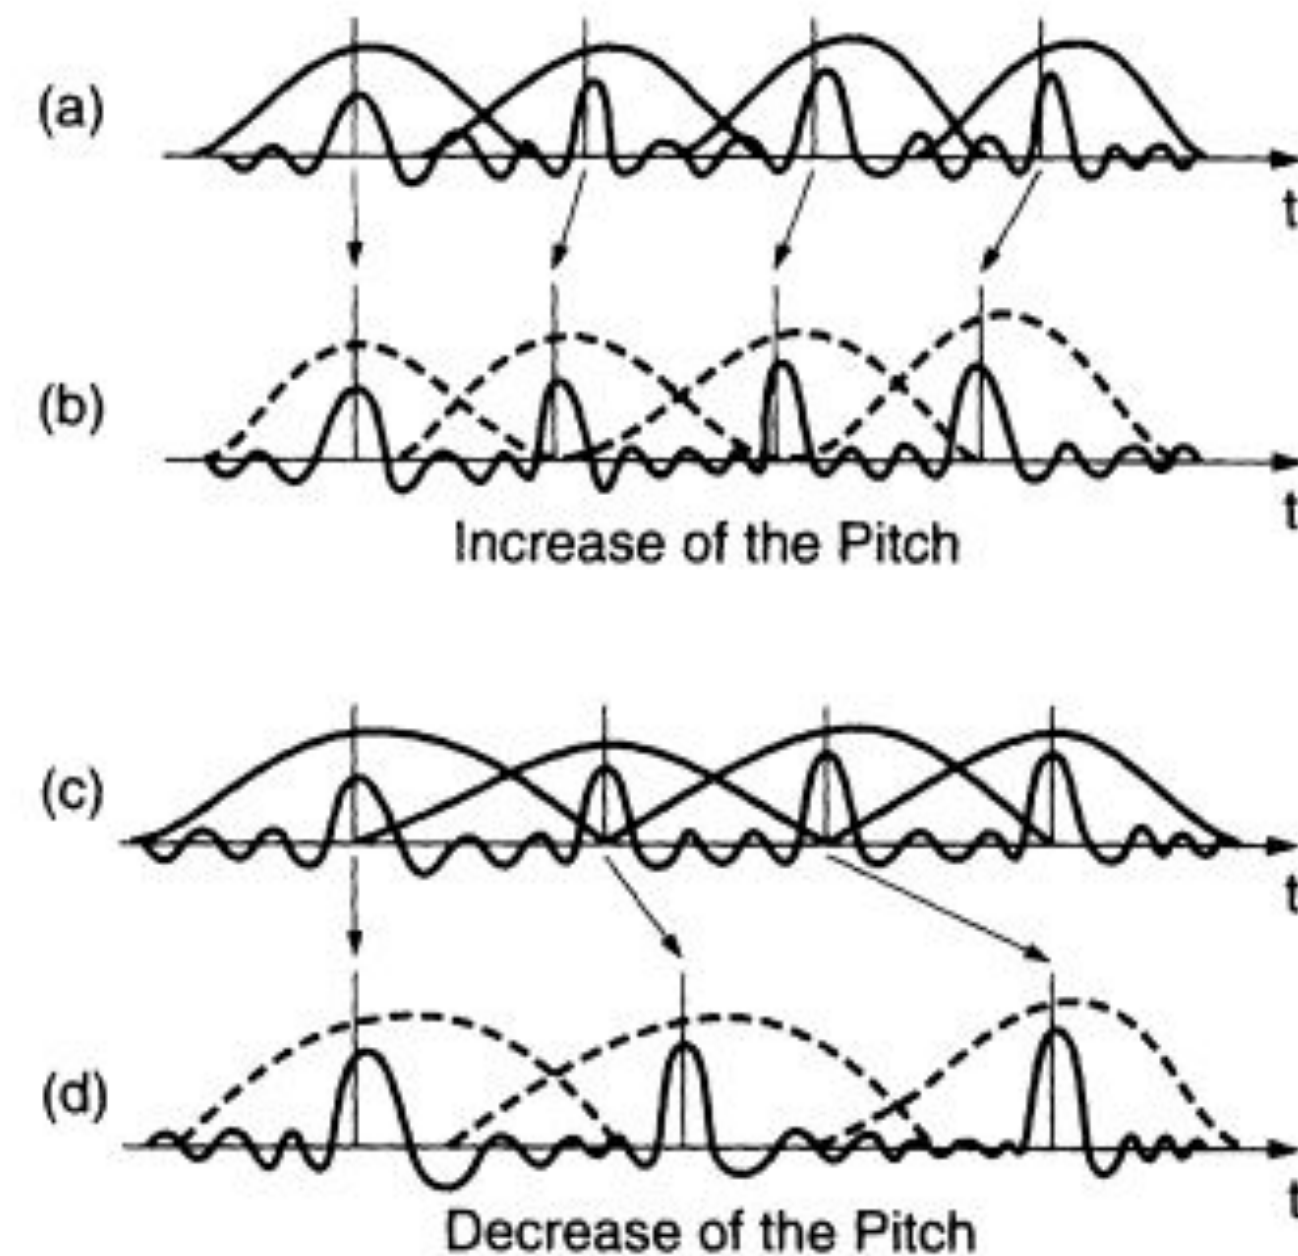 (a)
t
(b)
t
Increase of the Pitch
(c)
t
(d)
t
Decrease of the Pitch